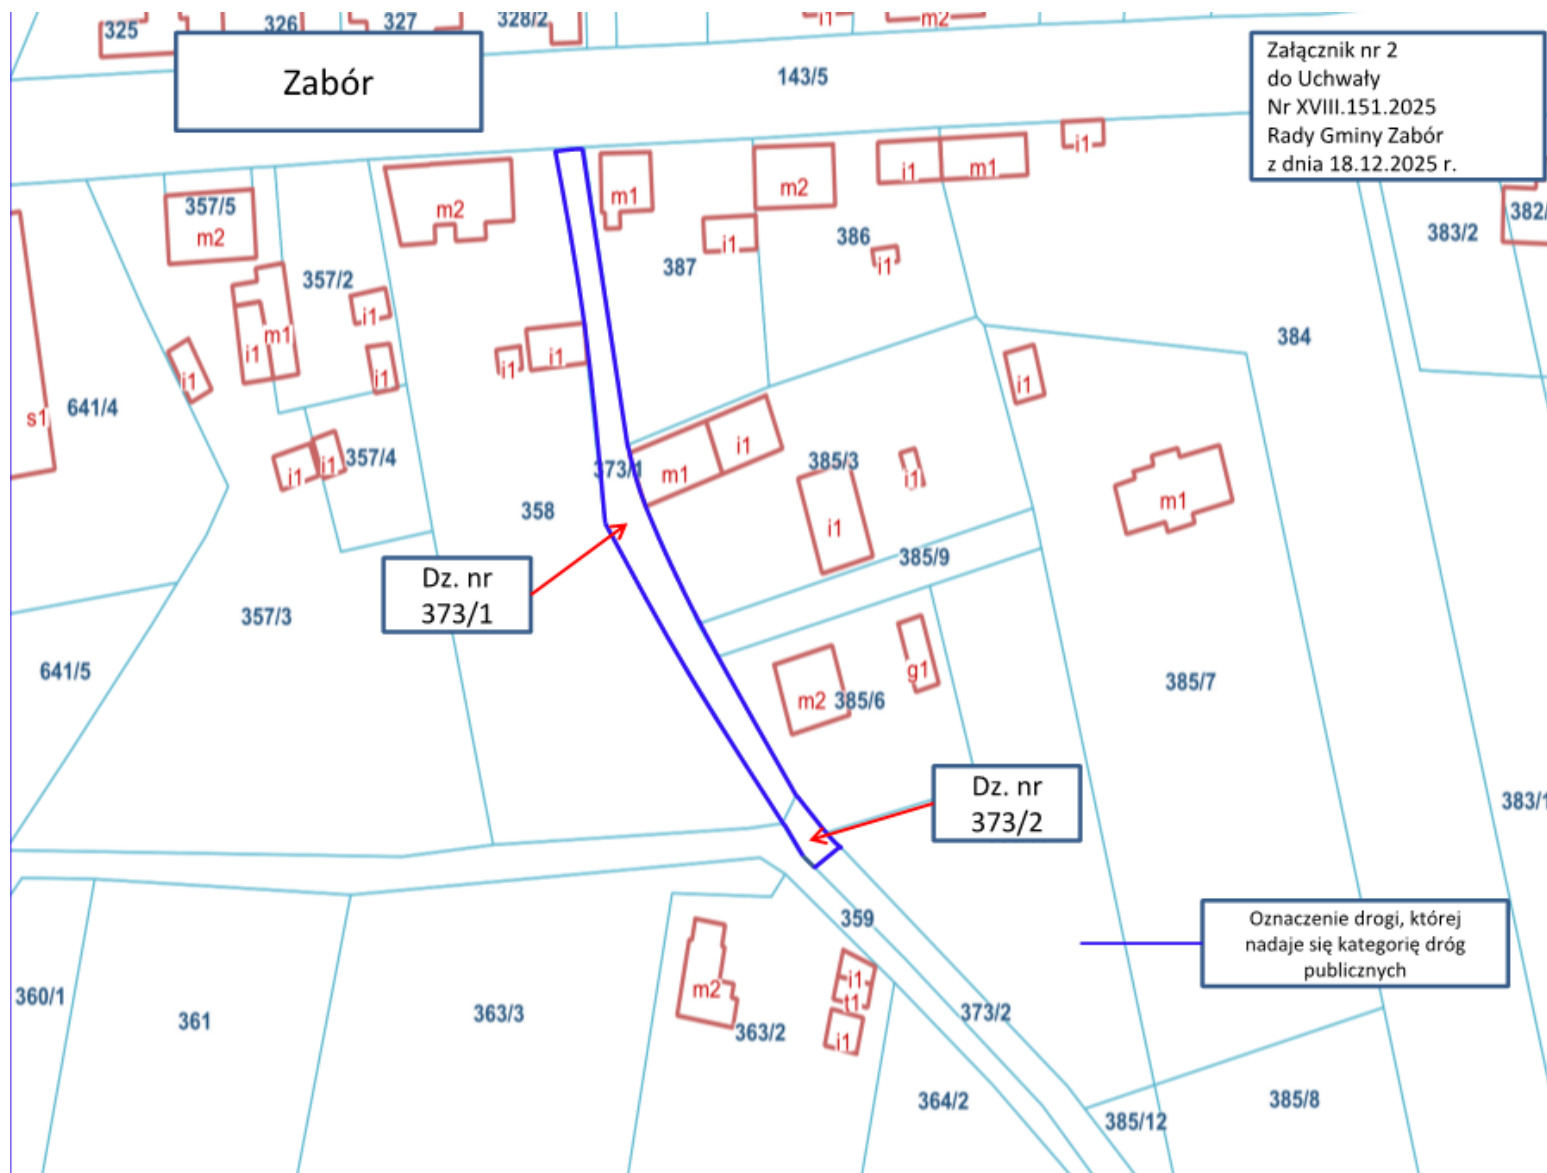 325
326
327
328/2
i1
m2
Zabór
143/5
Załącznik nr 2
do Uchwały
Nr XVIII.151.2025
Rady Gminy Zabór
z dnia 18.12.2025 r.
i1
i1
m1
m2
m1
m2
357/5
m2
i1
387
386
i1
383/2
382/
357/2
i1
m1
i1
i1
i1
i1
i1
384
i1
s1
641/4
i1
i1
357/4
373/1
m1
i1
385/3
i1
i1
m1
358
385/9
Dz. nr
373/1
357/3
641/5
g1
m2
385/6
385/7
Dz. nr
373/2
383/1
359
Oznaczenie drogi, której
nadaje się kategorię dróg
publicznych
360/1
361
363/3
m2
363/2
i1
t1
i1
373/2
364/2
385/12
385/8